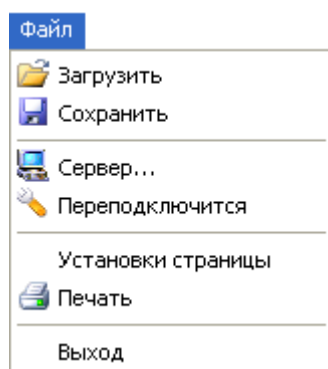 Файл
Загрузить
Сохранить
Сервер...
Переподключится
Установки страницы
Печать
Выход